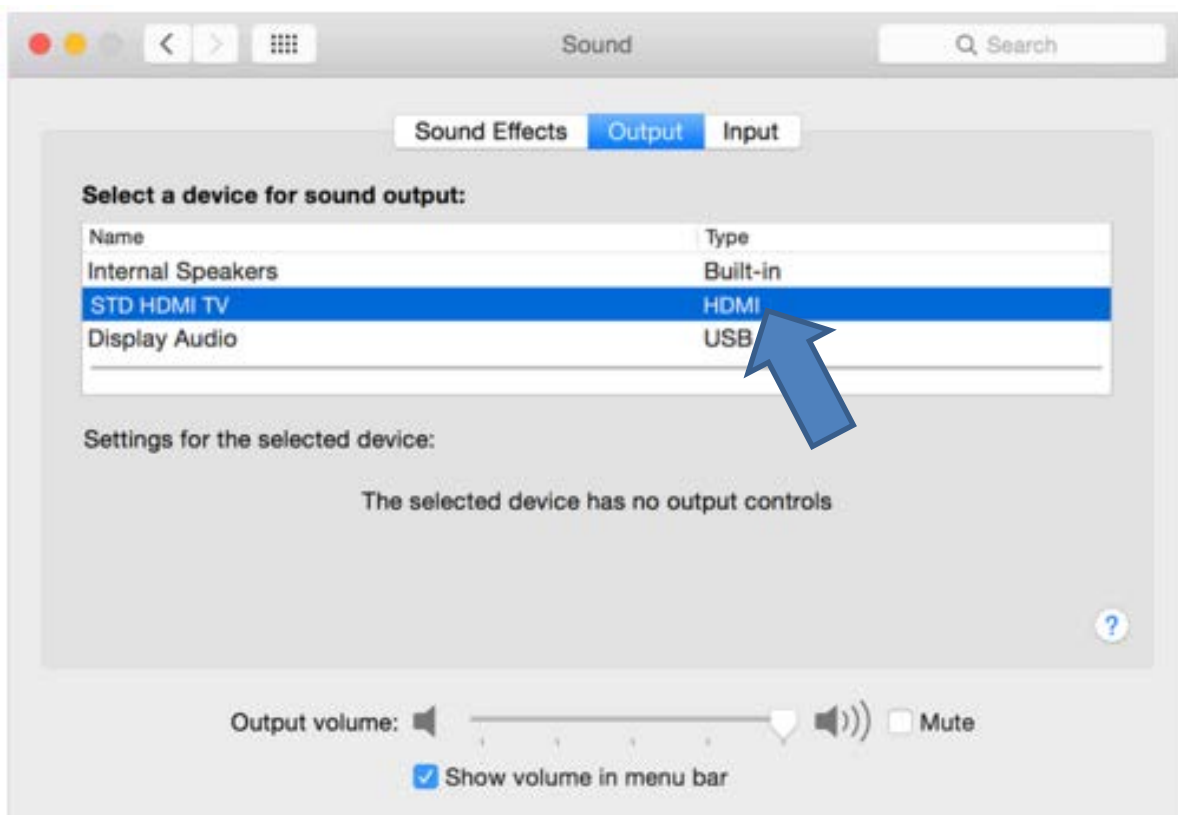 Sound
Search
Sound Effects Output Input
Select a device for sound output:
Name Type
Internal Speakers Built-in
STD HDMI TV HDMI
Display Audio USB
Settings for the selected device:
The selected device has no output controls
?
Output volume: Mute
Show volume in menu bar